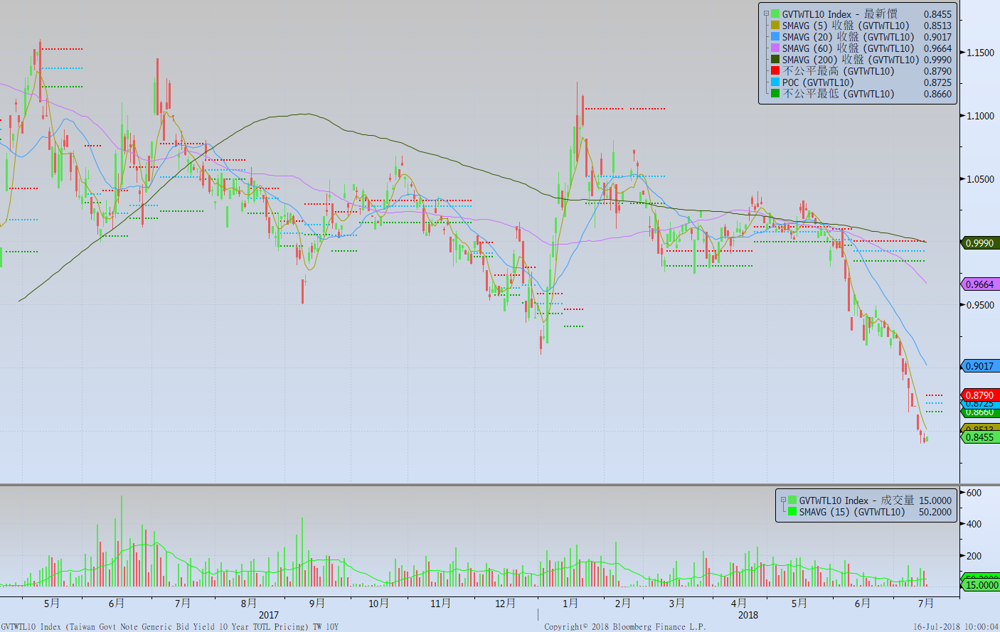 GVTWTL10 Index - 最新價 0.8455
SMAVG (5) 收盤 (GVTWTL10) 0.8513
SMAVG (20) 收盤 (GVTWTL10) 0.9017
SMAVG (60) 收盤 (GVTWTL10) 0.9664
SMAVG (200) 收盤 (GVTWTL10) 0.9990
不公平最高 (GVTWTL10) 0.8790
POC (GVTWTL10) 0.8725
不公平最低 (GVTWTL10) 0.8660
1.1500
1.1000
1.0500
0.9990
0.9664
0.9500
0.9017
0.8790
0.8725
0.8660
0.8513
0.8455
GVTWTL10 Index - 成交量 15.0000
SMAVG (15) (GVTWTL10) 50.2000
600
400
200
50.2000
15.0000
5月 6月 7月 8月 9月 10月 11月 12月 1月 2月 3月 4月 5月 6月 7月
2017 2018
GVTWTL10 Index (Taiwan Govt Note Generic Bid Yield 10 Year TOTL Pricing) TW 10Y Copyright© 2018 Bloomberg Finance L.P. 16-Jul-2018 10:00:04